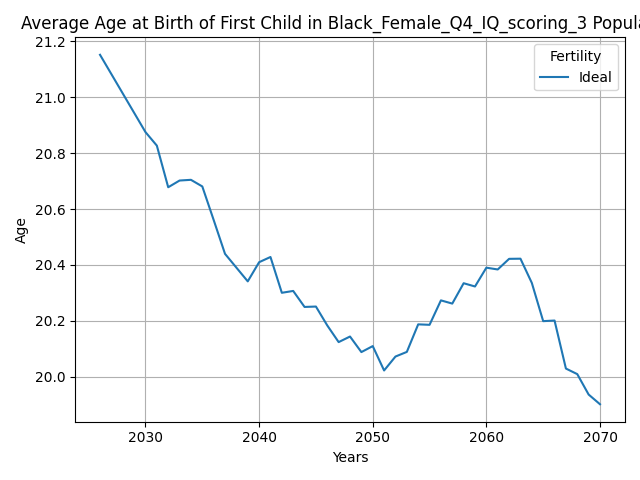 Average Age at Birth of First Child in Black_Female_Q4_IQ_scoring_3
Fertility
Ideal
21.2
21.0
20.8
20.6
20.4
20.2
20.0
Age
2030 2040 2050 2060 2070
Years